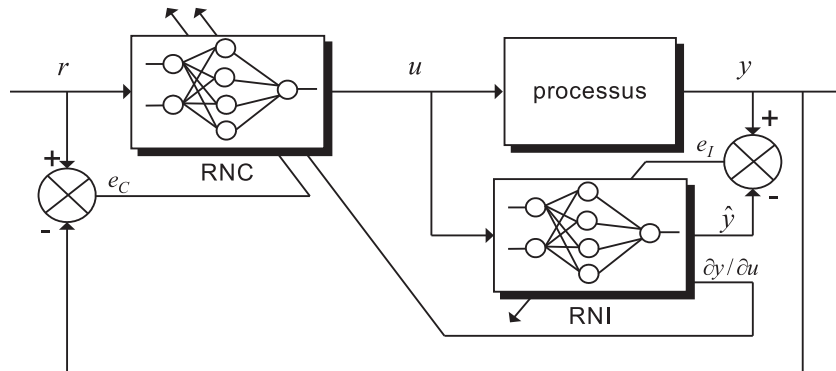 r
u
y
processus
+
+
e_I
RNC
e_C
-
-
ŷ
∂y/∂u
RNI